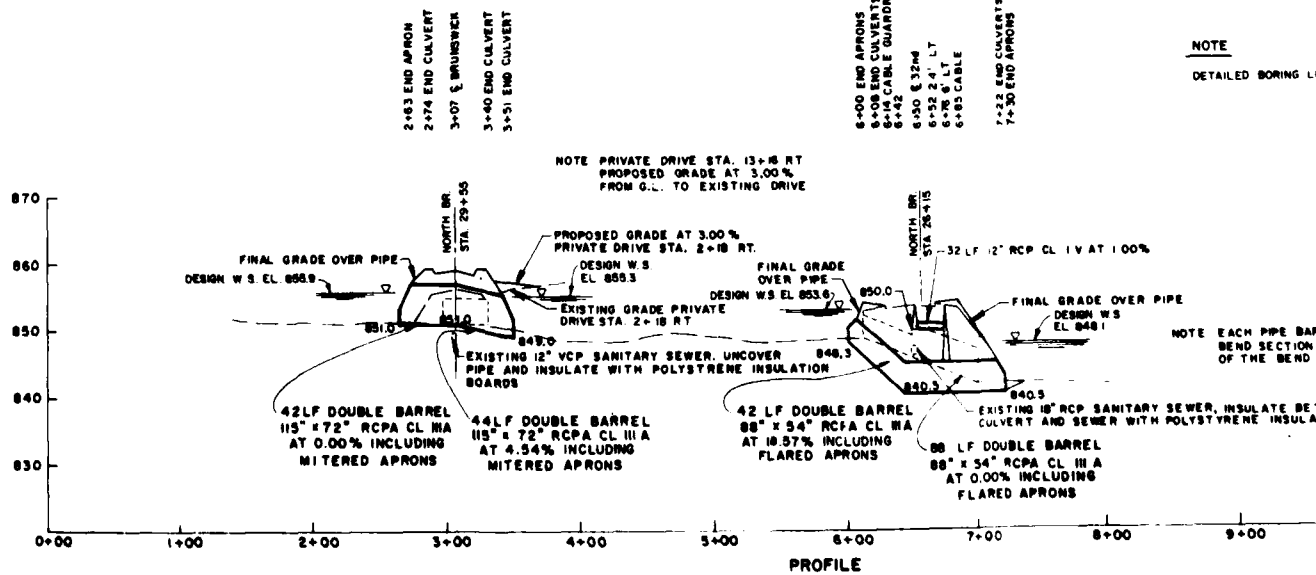 2+63 END APRON
2+74 END CULVERT
3+07 ℄ BRUNSWICK
3+40 END CULVERT
3+51 END CULVERT
6+00 END APRONS
6+08 END CULVERTS
6+14 CABLE GUARDR
6+42
6+50 ℄ 32nd
6+52 24' LT
6+76 6' LT
6+85 CABLE
7+22 END CULVERTS
7+30 END APRONS
NOTE
DETAILED BORING L
NOTE PRIVATE DRIVE STA. 13+18 RT
PROPOSED GRADE AT 3.00%
FROM G.L. TO EXISTING DRIVE
870
860
850
840
830
NORTH BR.
STA. 29+55
FINAL GRADE OVER PIPE
DESIGN W.S. EL. 855.9
PROPOSED GRADE AT 3.00%
PRIVATE DRIVE STA. 2+18 RT.
DESIGN W.S.
EL. 855.3
EXISTING GRADE PRIVATE
DRIVE STA. 2+18 RT
851.0
851.0
849.0
EXISTING 12" VCP SANITARY SEWER. UNCOVER
PIPE AND INSULATE WITH POLYSTRENE INSULATION
BOARDS
42 LF DOUBLE BARREL
115" x 72" RCPA CL IIIA
AT 0.00% INCLUDING
MITERED APRONS
44LF DOUBLE BARREL
115" x 72" RCPA CL III A
AT 4.54% INCLUDING
MITERED APRONS
NORTH BR.
STA 26+15
32 LF 12" RCP CL IV AT 1.00%
FINAL GRADE
OVER PIPE
850.0
DESIGN W.S EL 853.6
FINAL GRADE OVER PIPE
DESIGN W.S
EL 848.1
NOTE EACH PIPE BAR
BEND SECTION
OF THE BEND
848.3
840.5
840.5
42 LF DOUBLE BARREL
88" x 54" RCPA CL IIIA
AT 18.57% INCLUDING
FLARED APRONS
EXISTING 18" RCP SANITARY SEWER, INSULATE BET
CULVERT AND SEWER WITH POLYSTRENE INSULA
88 LF DOUBLE BARREL
88" X 54" RCPA CL III A
AT 0.00% INCLUDING
FLARED APRONS
0+00 1+00 2+00 3+00 4+00 5+00 6+00 7+00 8+00 9+00
PROFILE